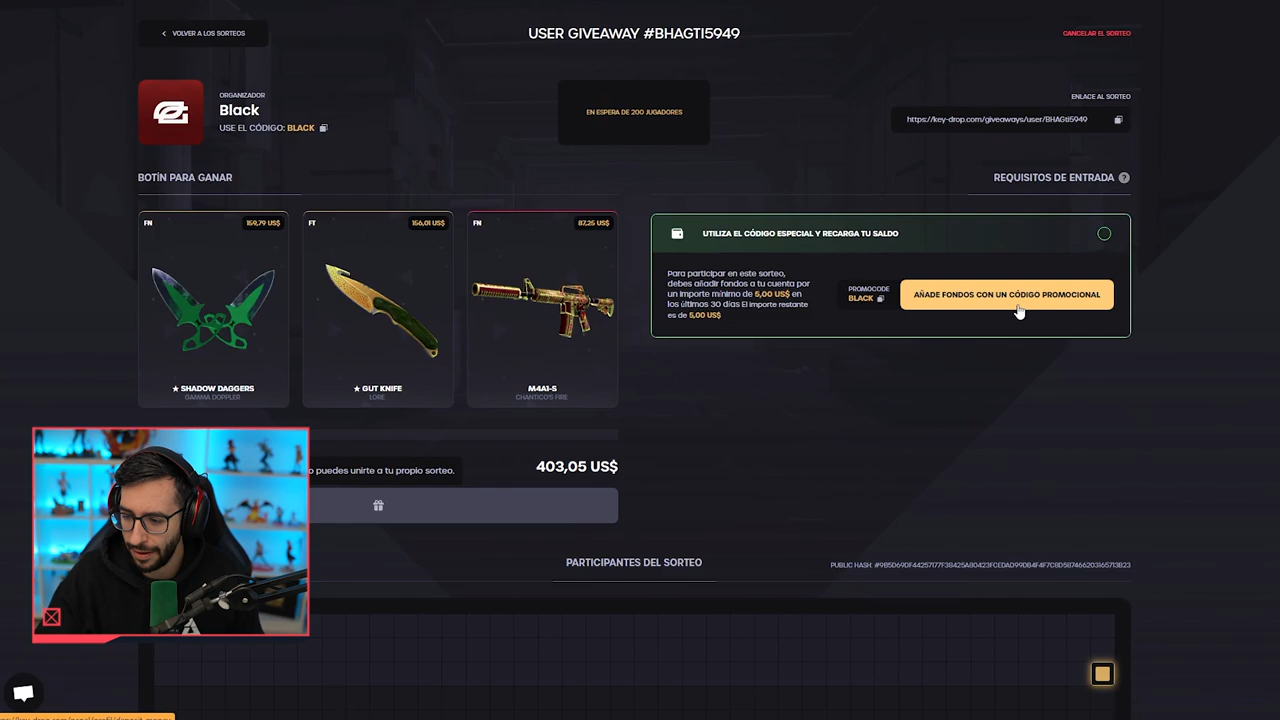 VOLVER A LOS SORTEOS
USER GIVEAWAY #BHAGTI5949
CANCELAR EL SORTEO
ORGANIZADOR
Black
USE EL CÓDIGO: BLACK
EN ESPERA DE 200 JUGADORES
ENLACE AL SORTEO
https://key-drop.com/giveaways/user/BHAGti5949
BOTÍN PARA GANAR
REQUISITOS DE ENTRADA ?
FN
159,79 US$
FT
156,01 US$
FN
87,25 US$
★ SHADOW DAGGERS
GAMMA DOPPLER
★ GUT KNIFE
LORE
M4A1-S
CHANTICO'S FIRE
UTILIZA EL CÓDIGO ESPECIAL Y RECARGA TU SALDO
Para participar en este sorteo,
debes añadir fondos a tu cuenta por
un importe mínimo de 5,00 US$ en
los últimos 30 días El importe restante
es de 5,00 US$
PROMOCODE
BLACK
AÑADE FONDOS CON UN CÓDIGO PROMOCIONAL
o puedes unirte a tu propio sorteo.
403,05 US$
PARTICIPANTES DEL SORTEO